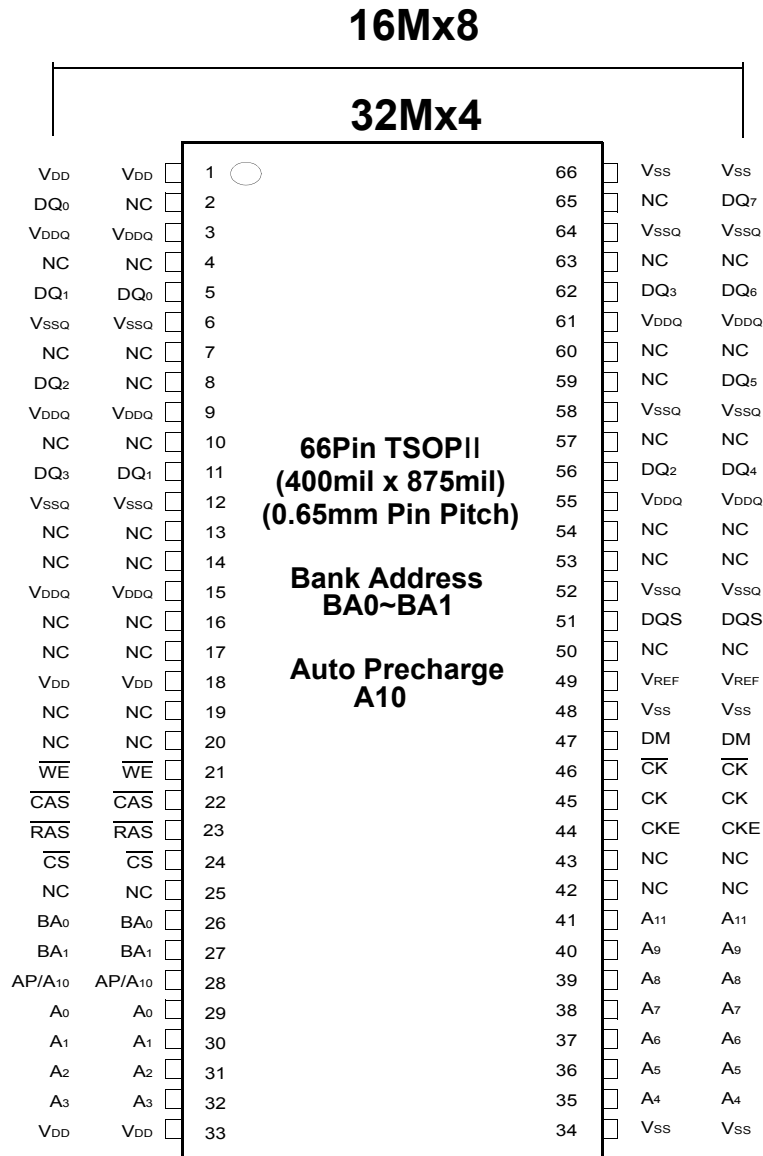 16Mx8
32Mx4
VDD VDD 1 66 VSS VSS
DQ0 NC 2 65 NC DQ7
VDDQ VDDQ 3 64 VSSQ VSSQ
NC NC 4 63 NC NC
DQ1 DQ0 5 62 DQ3 DQ6
VSSQ VSSQ 6 61 VDDQ VDDQ
NC NC 7 60 NC NC
DQ2 NC 8 59 NC DQ5
VDDQ VDDQ 9 58 VSSQ VSSQ
NC NC 10 57 NC NC
DQ3 DQ1 11 56 DQ2 DQ4
VSSQ VSSQ 12 55 VDDQ VDDQ
NC NC 13 54 NC NC
NC NC 14 53 NC NC
VDDQ VDDQ 15 52 VSSQ VSSQ
NC NC 16 51 DQS DQS
NC NC 17 50 NC NC
VDD VDD 18 49 VREF VREF
NC NC 19 48 VSS VSS
NC NC 20 47 DM DM
W̅E̅ W̅E̅ 21 46 C̅K̅ C̅K̅
C̅A̅S̅ C̅A̅S̅ 22 45 CK CK
R̅A̅S̅ R̅A̅S̅ 23 44 CKE CKE
C̅S̅ C̅S̅ 24 43 NC NC
NC NC 25 42 NC NC
BA0 BA0 26 41 A11 A11
BA1 BA1 27 40 A9 A9
AP/A10 AP/A10 28 39 A8 A8
A0 A0 29 38 A7 A7
A1 A1 30 37 A6 A6
A2 A2 31 36 A5 A5
A3 A3 32 35 A4 A4
VDD VDD 33 34 VSS VSS
66Pin TSOPII
(400mil x 875mil)
(0.65mm Pin Pitch)
Bank Address
BA0~BA1
Auto Precharge
A10